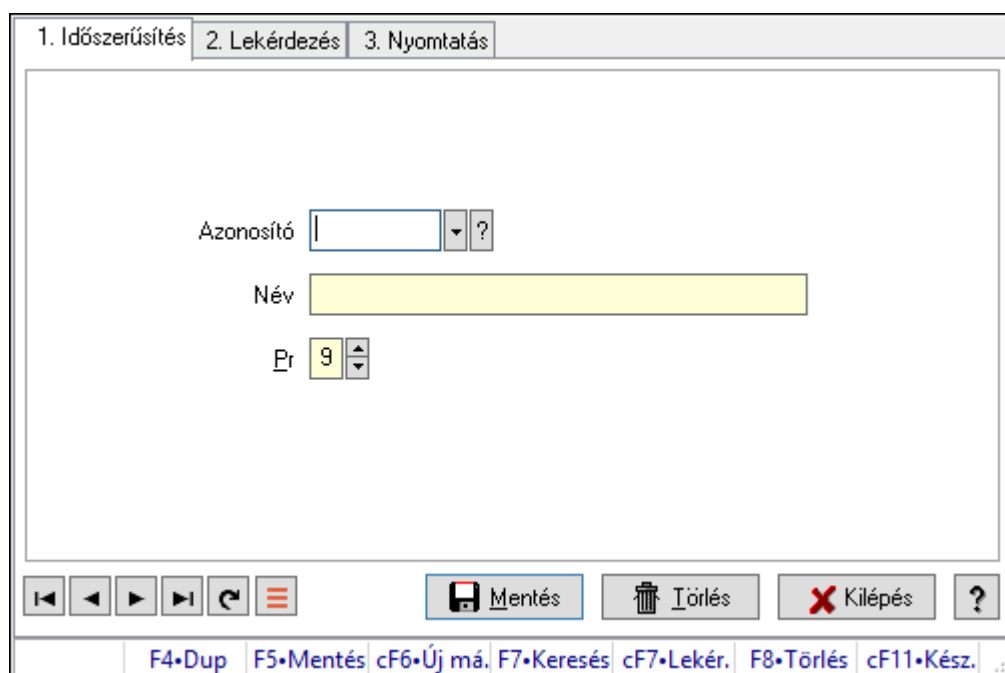 1. Időszerűsítés 2. Lekérdezés 3. Nyomtatás
Azonosító ?
Név
Pr 9
Mentés Törlés Kilépés ?
F4•Dup F5•Mentés cF6•Új má. F7•Keresés cF7•Lekér. F8•Törlés cF11•Kész.